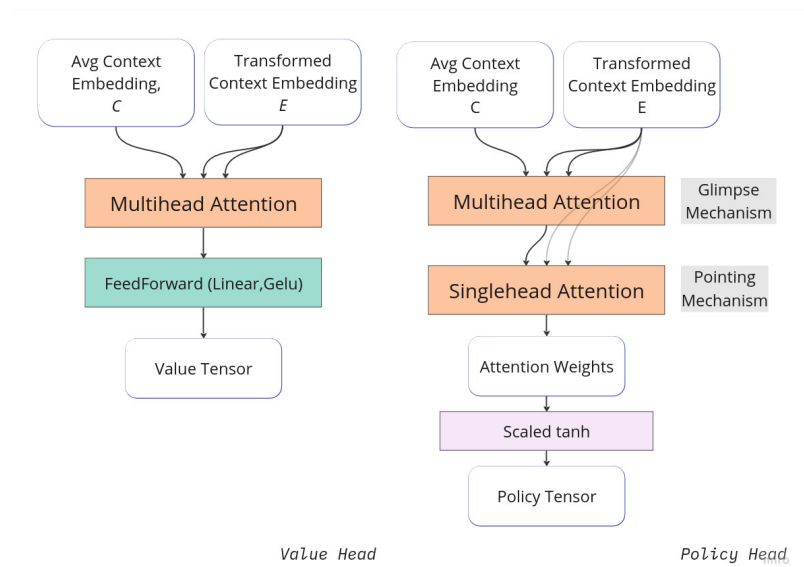 Avg Context
Embedding,
C
Transformed
Context Embedding
E
Multihead Attention
FeedForward (Linear,Gelu)
Value Tensor
Value Head
Avg Context
Embedding
C
Transformed
Context Embedding
E
Multihead Attention
Glimpse
Mechanism
Singlehead Attention
Pointing
Mechanism
Attention Weights
Scaled tanh
Policy Tensor
Policy Head
miro